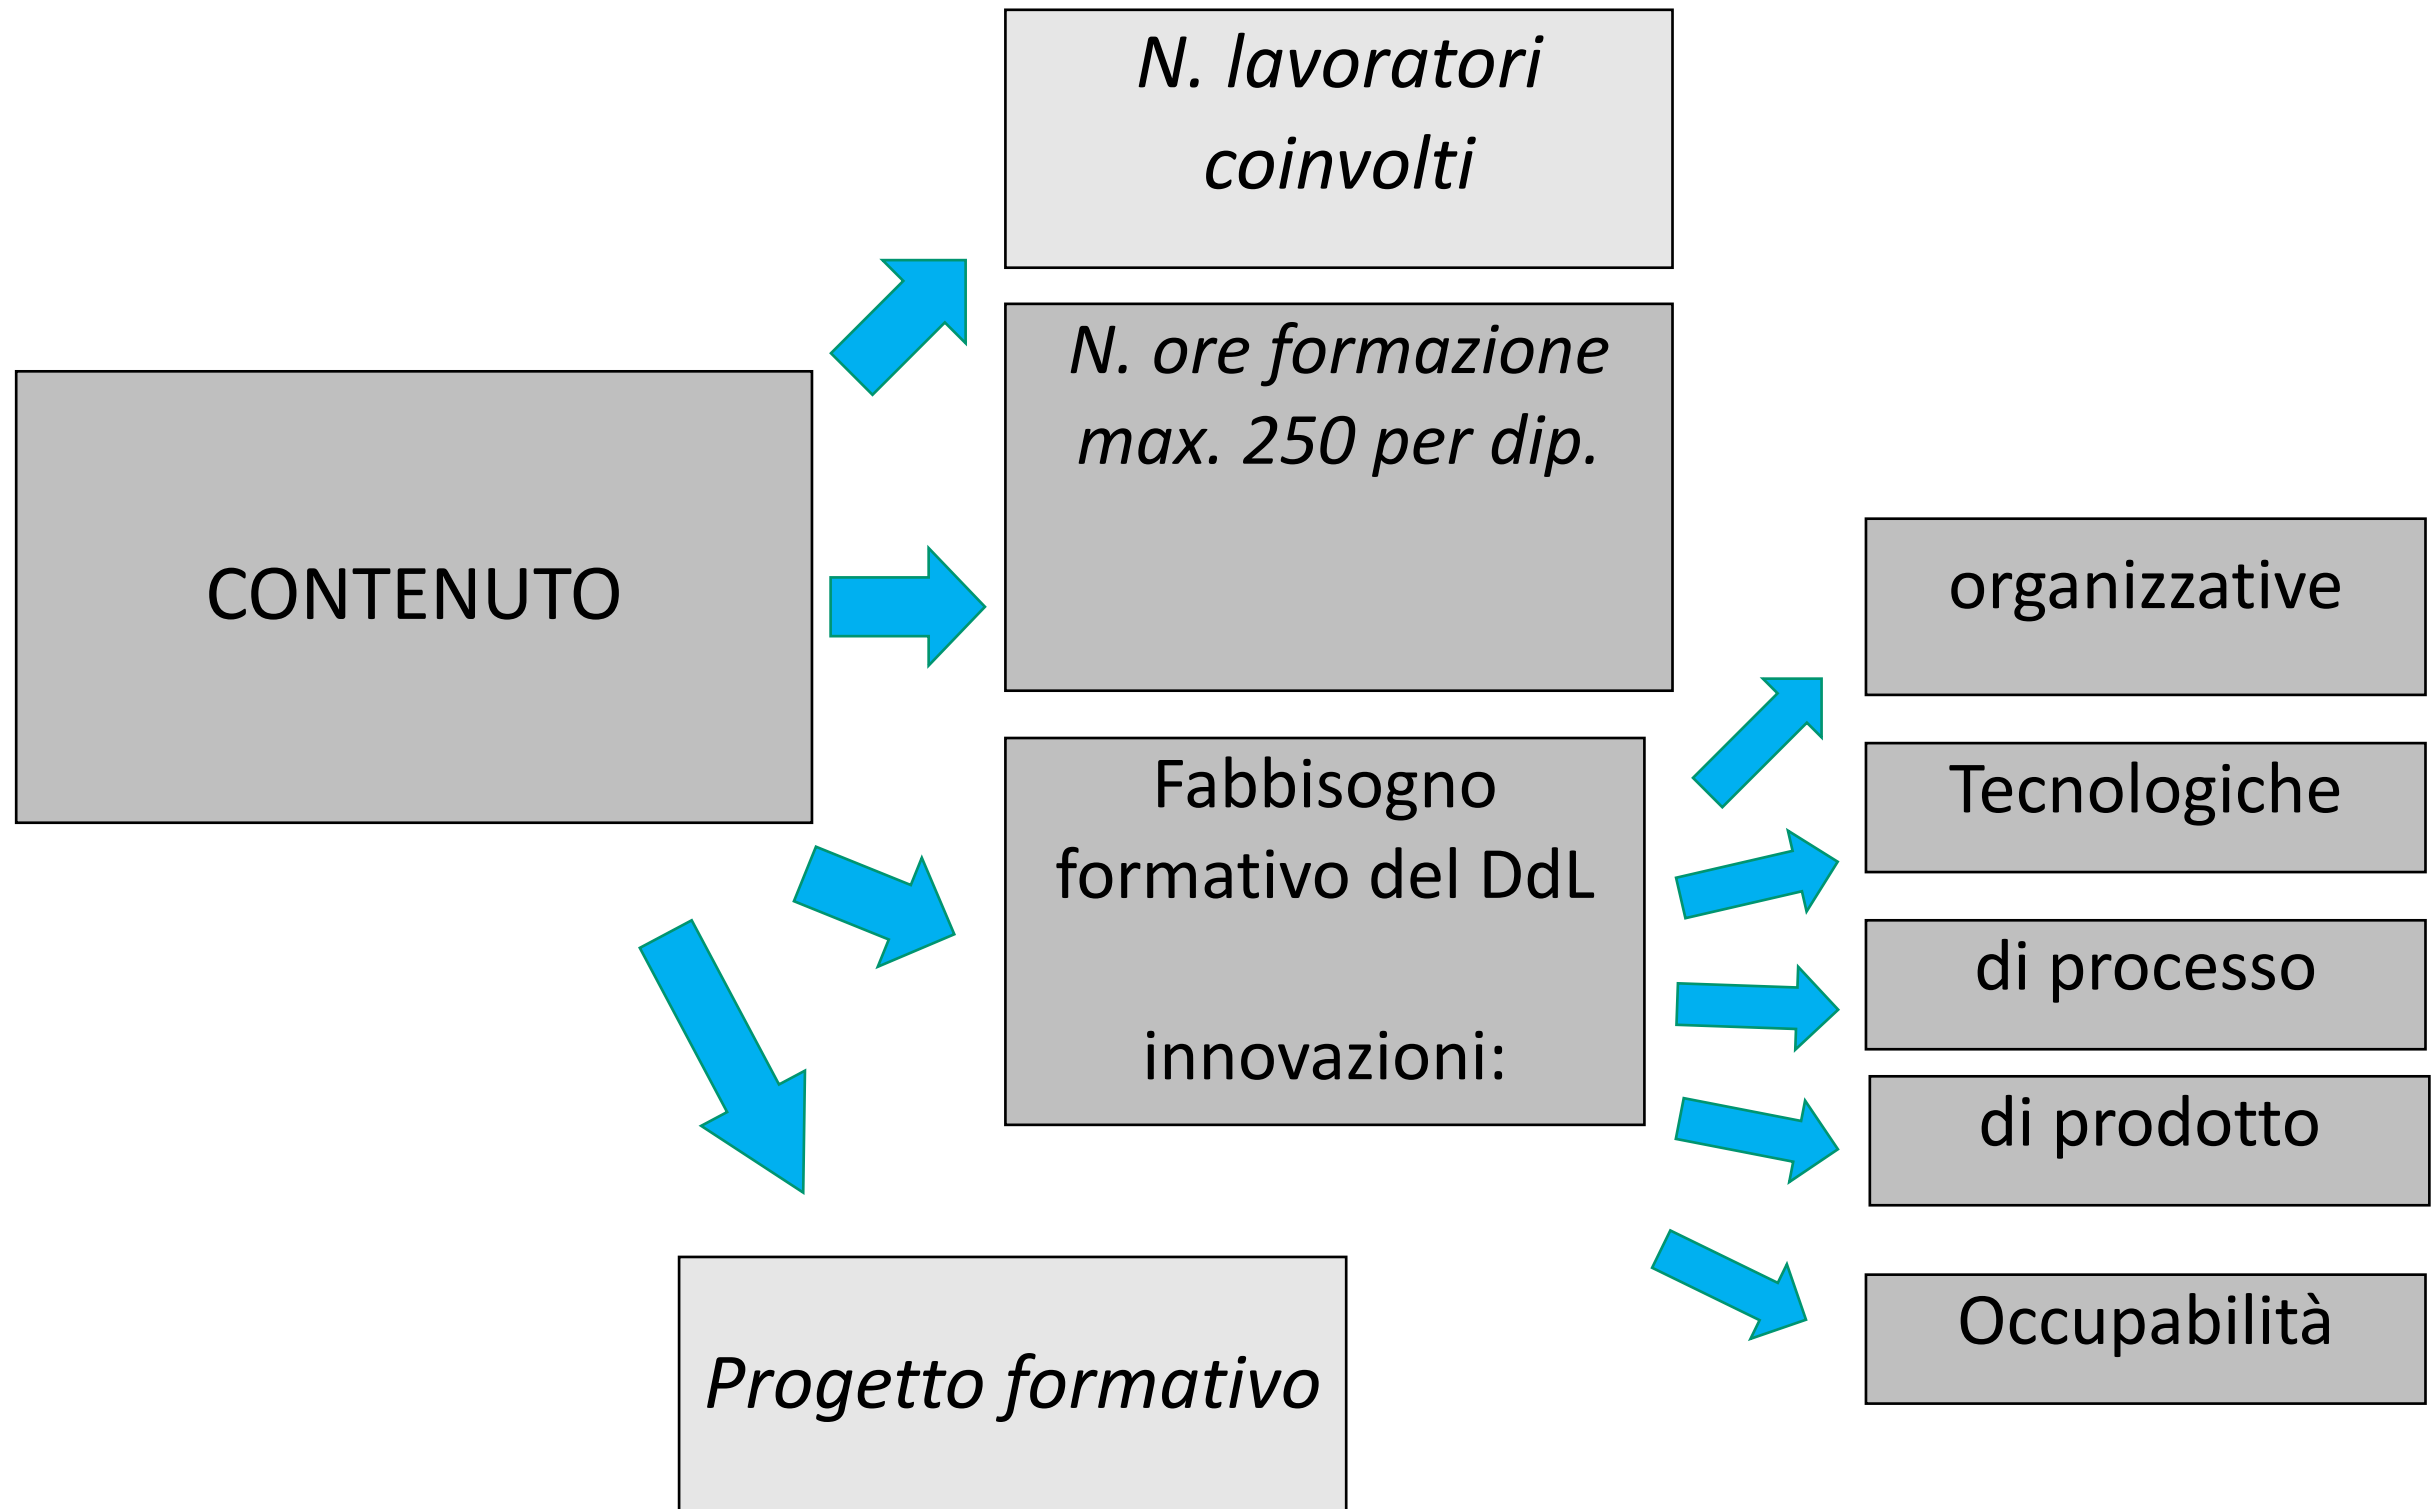 N. lavoratori
coinvolti
N. ore formazione
max. 250 per dip.
CONTENUTO
Fabbisogno
formativo del DdL
innovazioni:
organizzative
Tecnologiche
di processo
di prodotto
Occupabilità
Progetto formativo